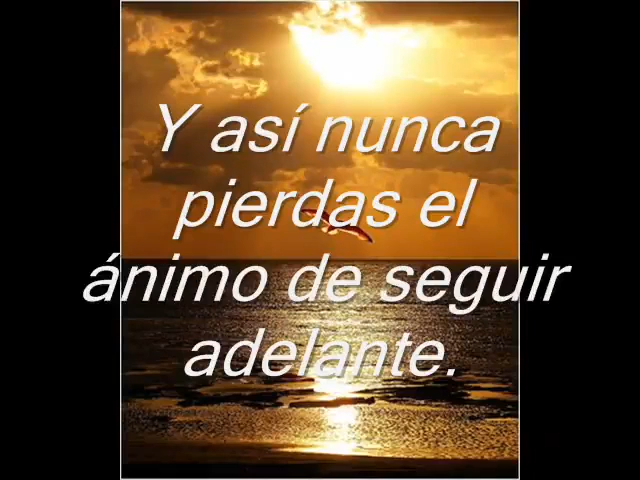 Y así nunca
pierdas el
ánimo de seguir
adelante.